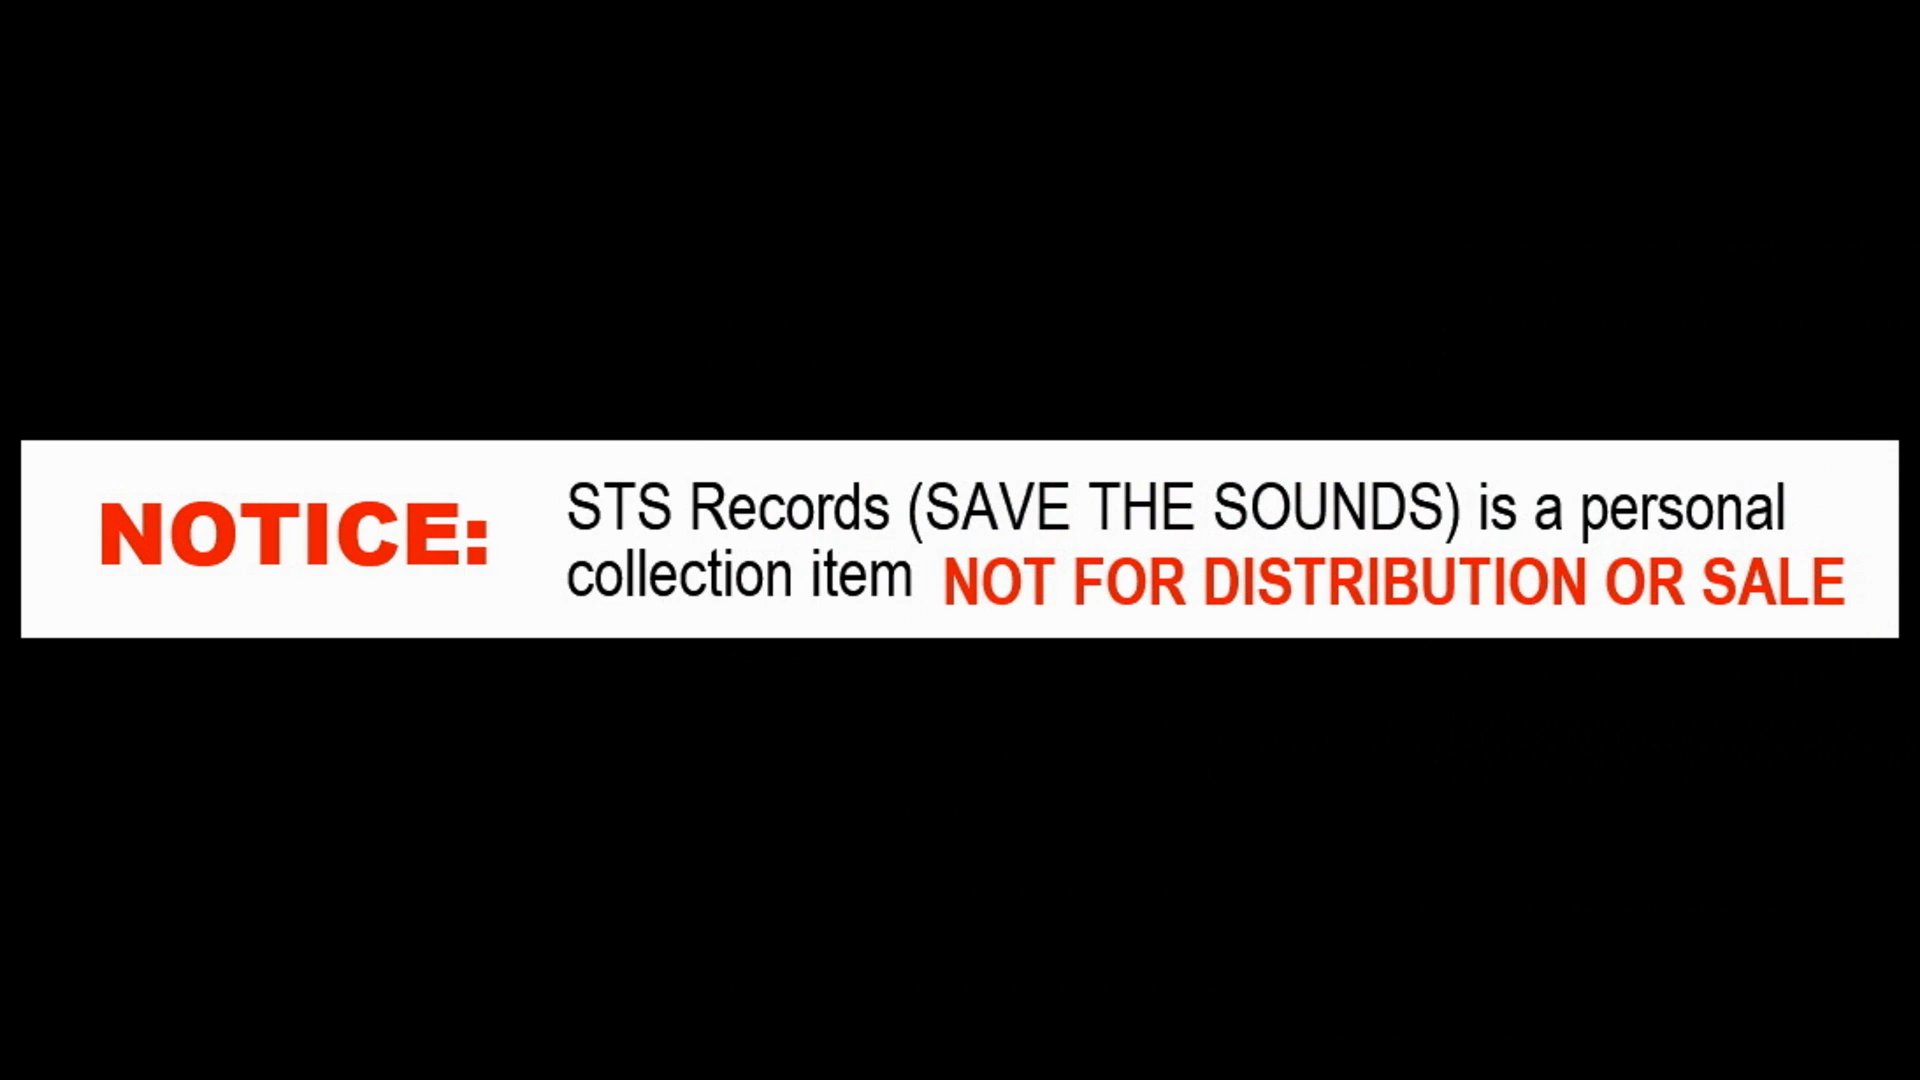 NOTICE:
STS Records (SAVE THE SOUNDS) is a personal
collection item NOT FOR DISTRIBUTION OR SALE